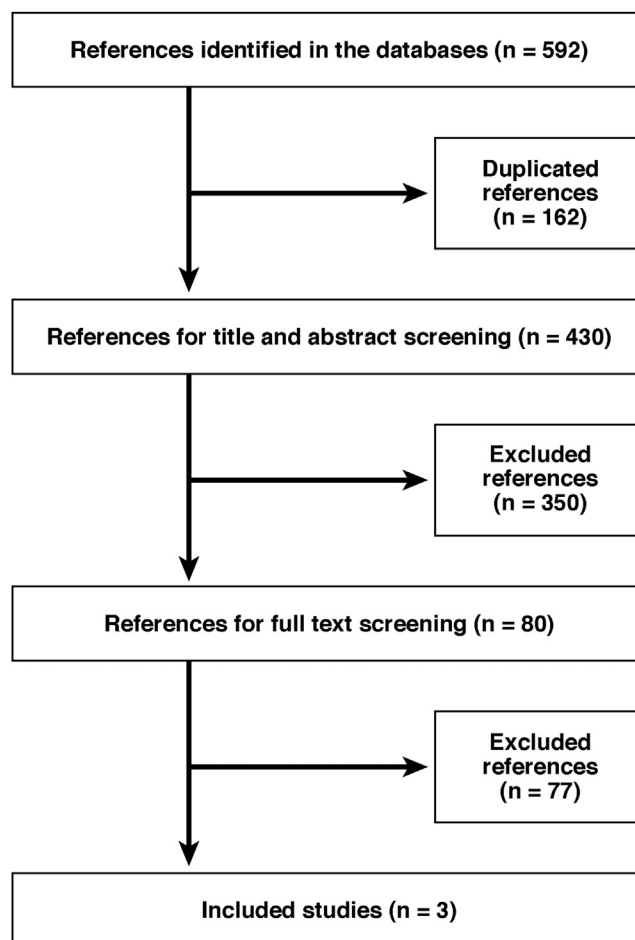 References identified in the databases (n = 592)
Duplicated
references
(n = 162)
References for title and abstract screening (n = 430)
Excluded
references
(n = 350)
References for full text screening (n = 80)
Excluded
references
(n = 77)
Included studies (n = 3)